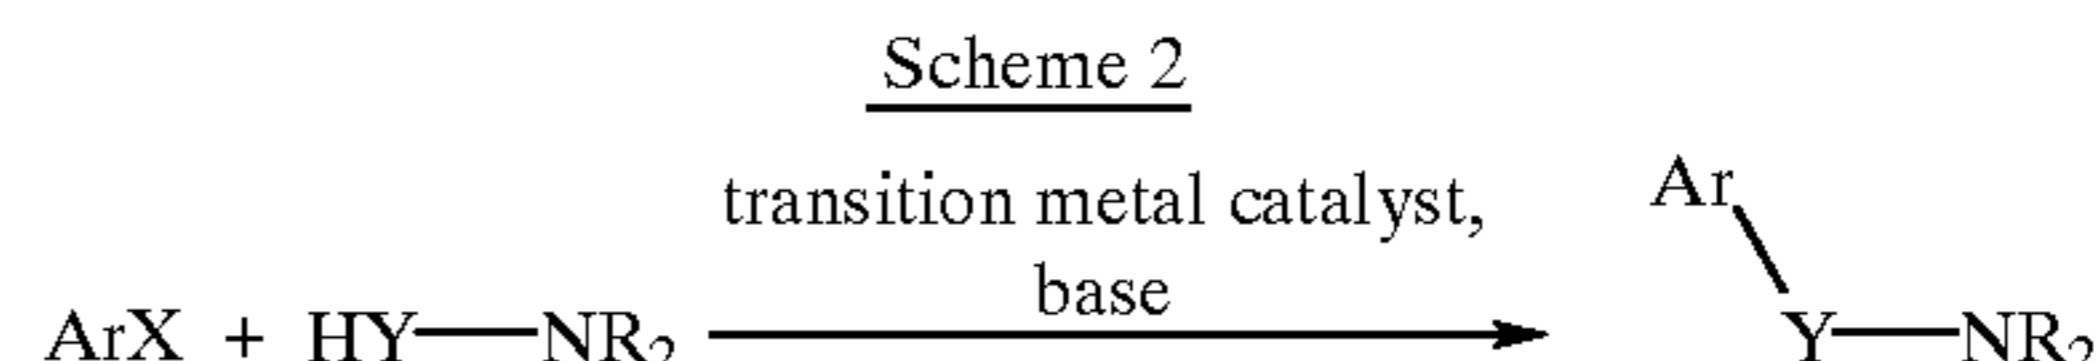 Scheme 2
transition metal catalyst,
base
ArX + HY—NR2
Ar
Y—NR2